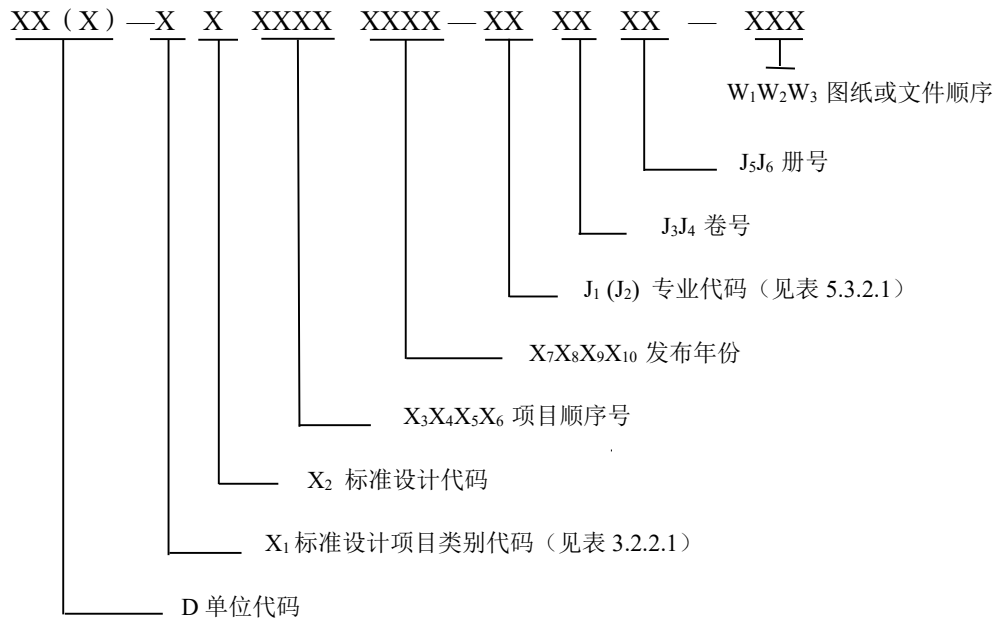 XX（X）—X X XXXX XXXX—XX XX XX — XXX
W₁W₂W₃ 图纸或文件顺序
J₅J₆ 册号
J₃J₄ 卷号
J₁ (J₂) 专业代码（见表 5.3.2.1）
X₇X₈X₉X₁₀ 发布年份
X₃X₄X₅X₆ 项目顺序号
X₂ 标准设计代码
X₁标准设计项目类别代码（见表 3.2.2.1）
D 单位代码